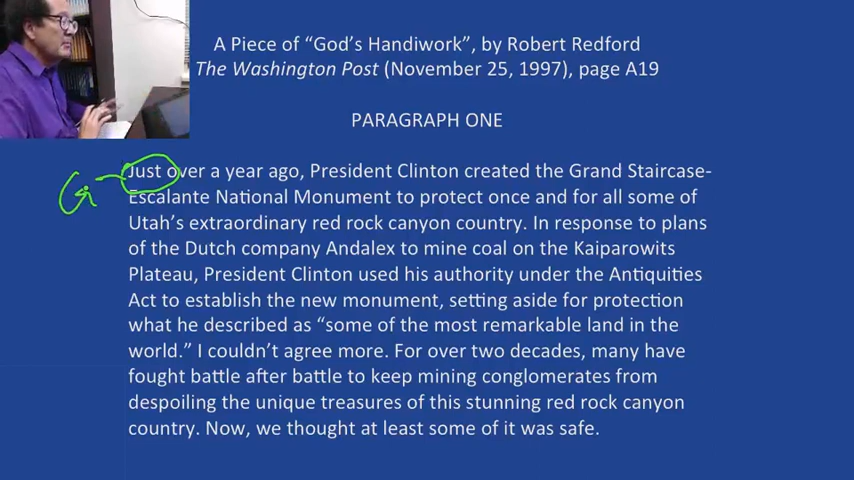 A Piece of “God’s Handiwork”, by Robert Redford
The Washington Post (November 25, 1997), page A19
PARAGRAPH ONE
Just over a year ago, President Clinton created the Grand Staircase-
Escalante National Monument to protect once and for all some of
Utah’s extraordinary red rock canyon country. In response to plans
of the Dutch company Andalex to mine coal on the Kaiparowits
Plateau, President Clinton used his authority under the Antiquities
Act to establish the new monument, setting aside for protection
what he described as “some of the most remarkable land in the
world.” I couldn’t agree more. For over two decades, many have
fought battle after battle to keep mining conglomerates from
despoiling the unique treasures of this stunning red rock canyon
country. Now, we thought at least some of it was safe.